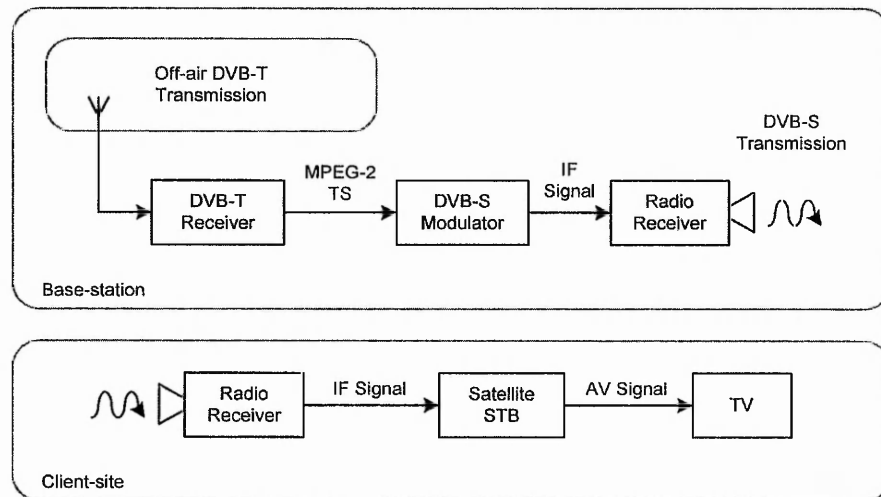 Off-air DVB-T
Transmission
DVB-S
Transmission
MPEG-2
TS
IF
Signal
DVB-T
Receiver
DVB-S
Modulator
Radio
Receiver
Base-station
Radio
Receiver
IF Signal
Satellite
STB
AV Signal
TV
Client-site